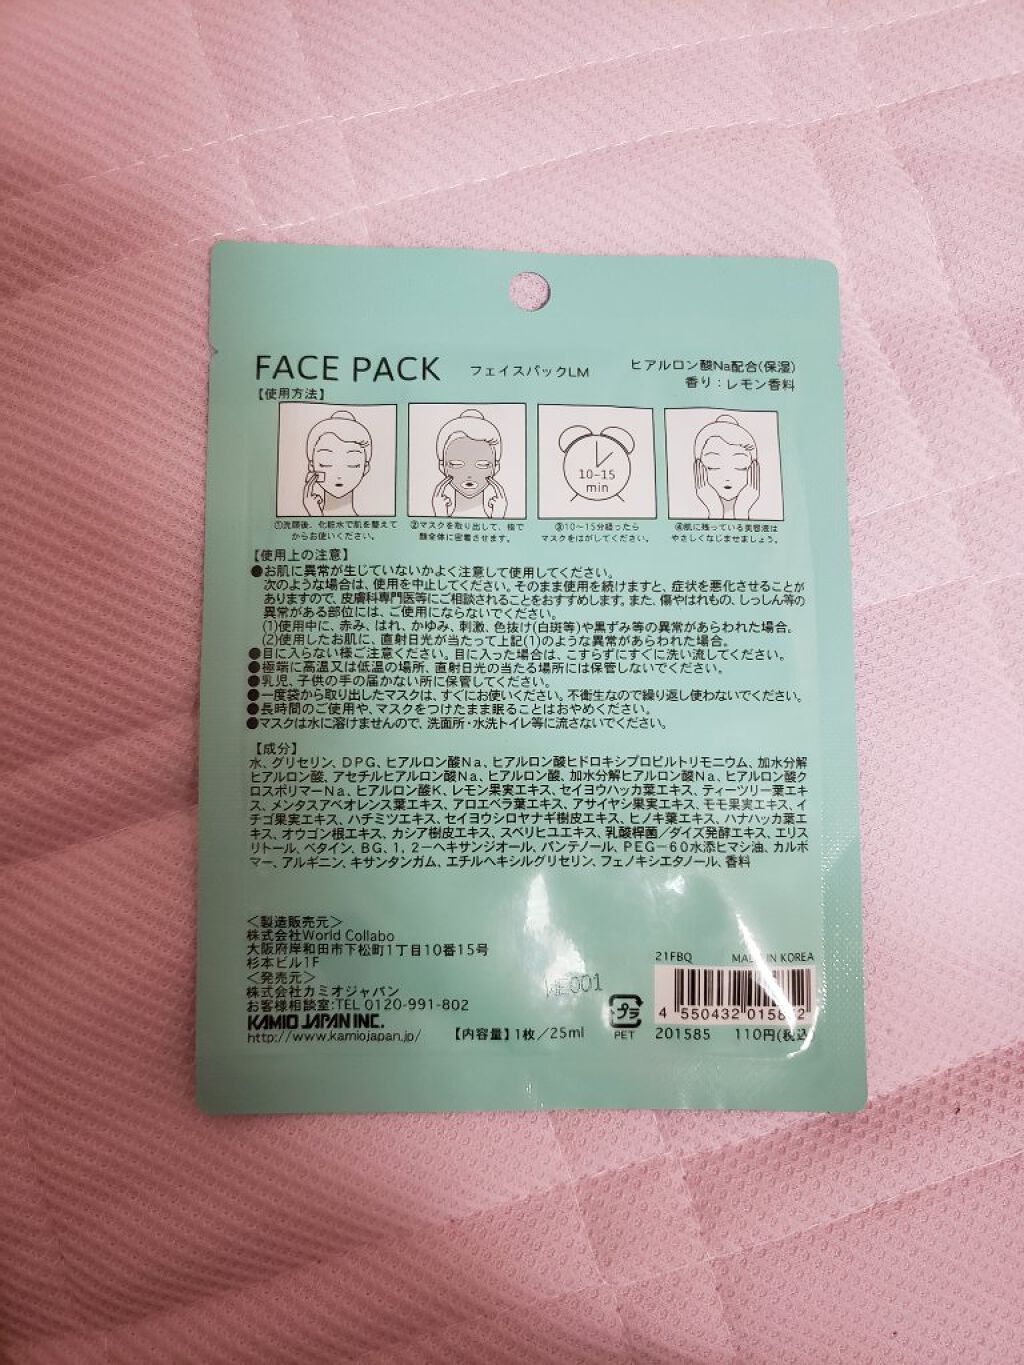 FACE PACK フェイスパックLM
ヒアルロン酸Na配合(保湿)
香り:レモン香料
【使用方法】
10-15
min
①洗顔後、化粧水で肌を整えて
からお使いください。
②マスクを取り出して、極で
顔全体に密着させます。
③10~15分経ったら
マスクをはがしてください。
④肌に残っている美容液は
やさしくなじませましょう。
【使用上の注意】
●お肌に異常が生じていないかよく注意して使用してください。
次のような場合は、使用を中止してください。そのまま使用を続けますと、症状を悪化させることが
ありますので、皮膚科専門医等にご相談されることをおすすめします。また、傷やはれもの、しっしん等の
異常がある部位には、ご使用にならないでください。
(1)使用中に、赤み、はれ、かゆみ、刺激、色抜け(白斑等)や黒ずみ等の異常があらわれた場合。
(2)使用したお肌に、直射日光が当たって上記(1)のような異常があらわれた場合。
●目に入らない様ご注意ください。目に入った場合は、こすらずにすぐに洗い流してください。
●極端に高温又は低温の場所、直射日光の当たる場所には保管しないでください。
●乳児、子供の手の届かない所に保管してください。
●一度袋から取り出したマスクは、すぐにお使いください。不衛生なので繰り返し使わないでください。
●長時間のご使用や、マスクをつけたまま眠ることはおやめください。
●マスクは水に溶けませんので、洗面所・水洗トイレ等に流さないでください。
【成分】
水、グリセリン、DPG、ヒアルロン酸Na、ヒアルロン酸ヒドロキシプロピルトリモニウム、加水分解
ヒアルロン酸、アセチルヒアルロン酸Na、ヒアルロン酸、加水分解ヒアルロン酸Na、ヒアルロン酸ク
ロスポリマーNa、ヒアルロン酸K、レモン果実エキス、セイヨウハッカ葉エキス、ティーツリー葉エキ
ス、メンタスアベオレンス葉エキス、アロエベラ葉エキス、アサイヤシ果実エキス、モモ果実エキス、イ
チゴ果実エキス、ハチミツエキス、セイヨウシロヤナギ樹皮エキス、ヒノキ葉エキス、ハナハッカ葉エ
キス、オウゴン根エキス、カシア樹皮エキス、スベリヒユエキス、乳酸桿菌/ダイズ発酵エキス、エリス
リトール、ベタイン、BG、1,2-ヘキサンジオール、パンテノール、PEG-60水添ヒマシ油、カルボ
マー、アルギニン、キサンタンガム、エチルヘキシルグリセリン、フェノキシエタノール、香料
<製造販売元>
株式会社World Collabo
大阪府岸和田市下松町1丁目10番15号
杉本ビル1F
<発売元>
株式会社カミオジャパン
お客様相談室:TEL 0120-991-802
KAMIO JAPAN INC.
http://www.kamiojapan.jp/
【内容量】1枚/25ml
001
プラ
PET
21FBQ MADE IN KOREA
4 550432 015852
201585 110円(税込